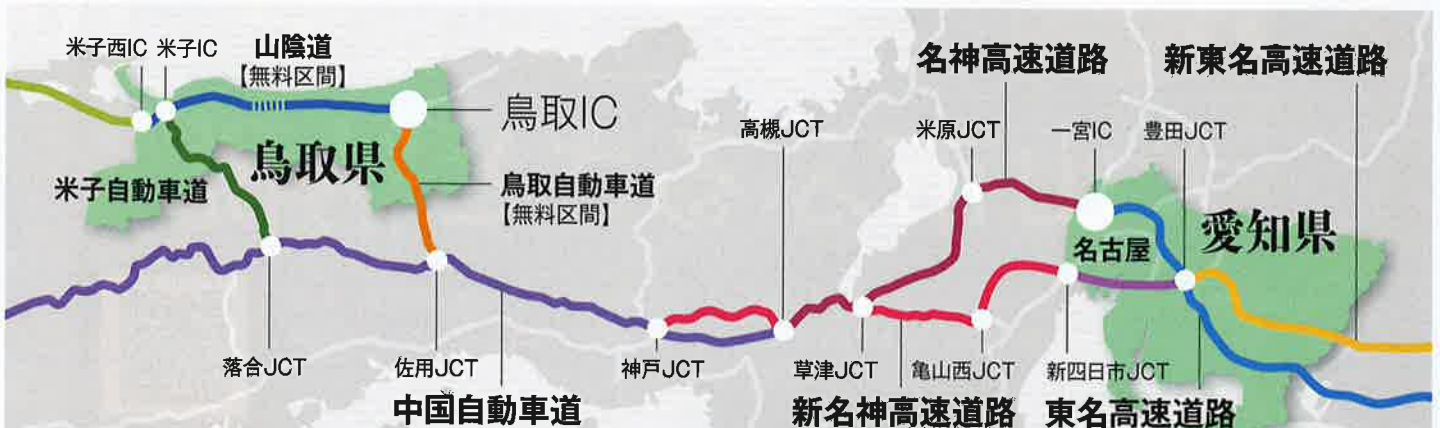 米子西IC 米子IC
山陰道
【無料区間】
名神高速道路
新東名高速道路
鳥取IC
高槻JCT
米原JCT
一宮IC
豊田JCT
鳥取県
米子自動車道
鳥取自動車道
【無料区間】
愛知県
名古屋
落合JCT
佐用JCT
神戸JCT
草津JCT
亀山西JCT
新四日市JCT
中国自動車道
新名神高速道路
東名高速道路